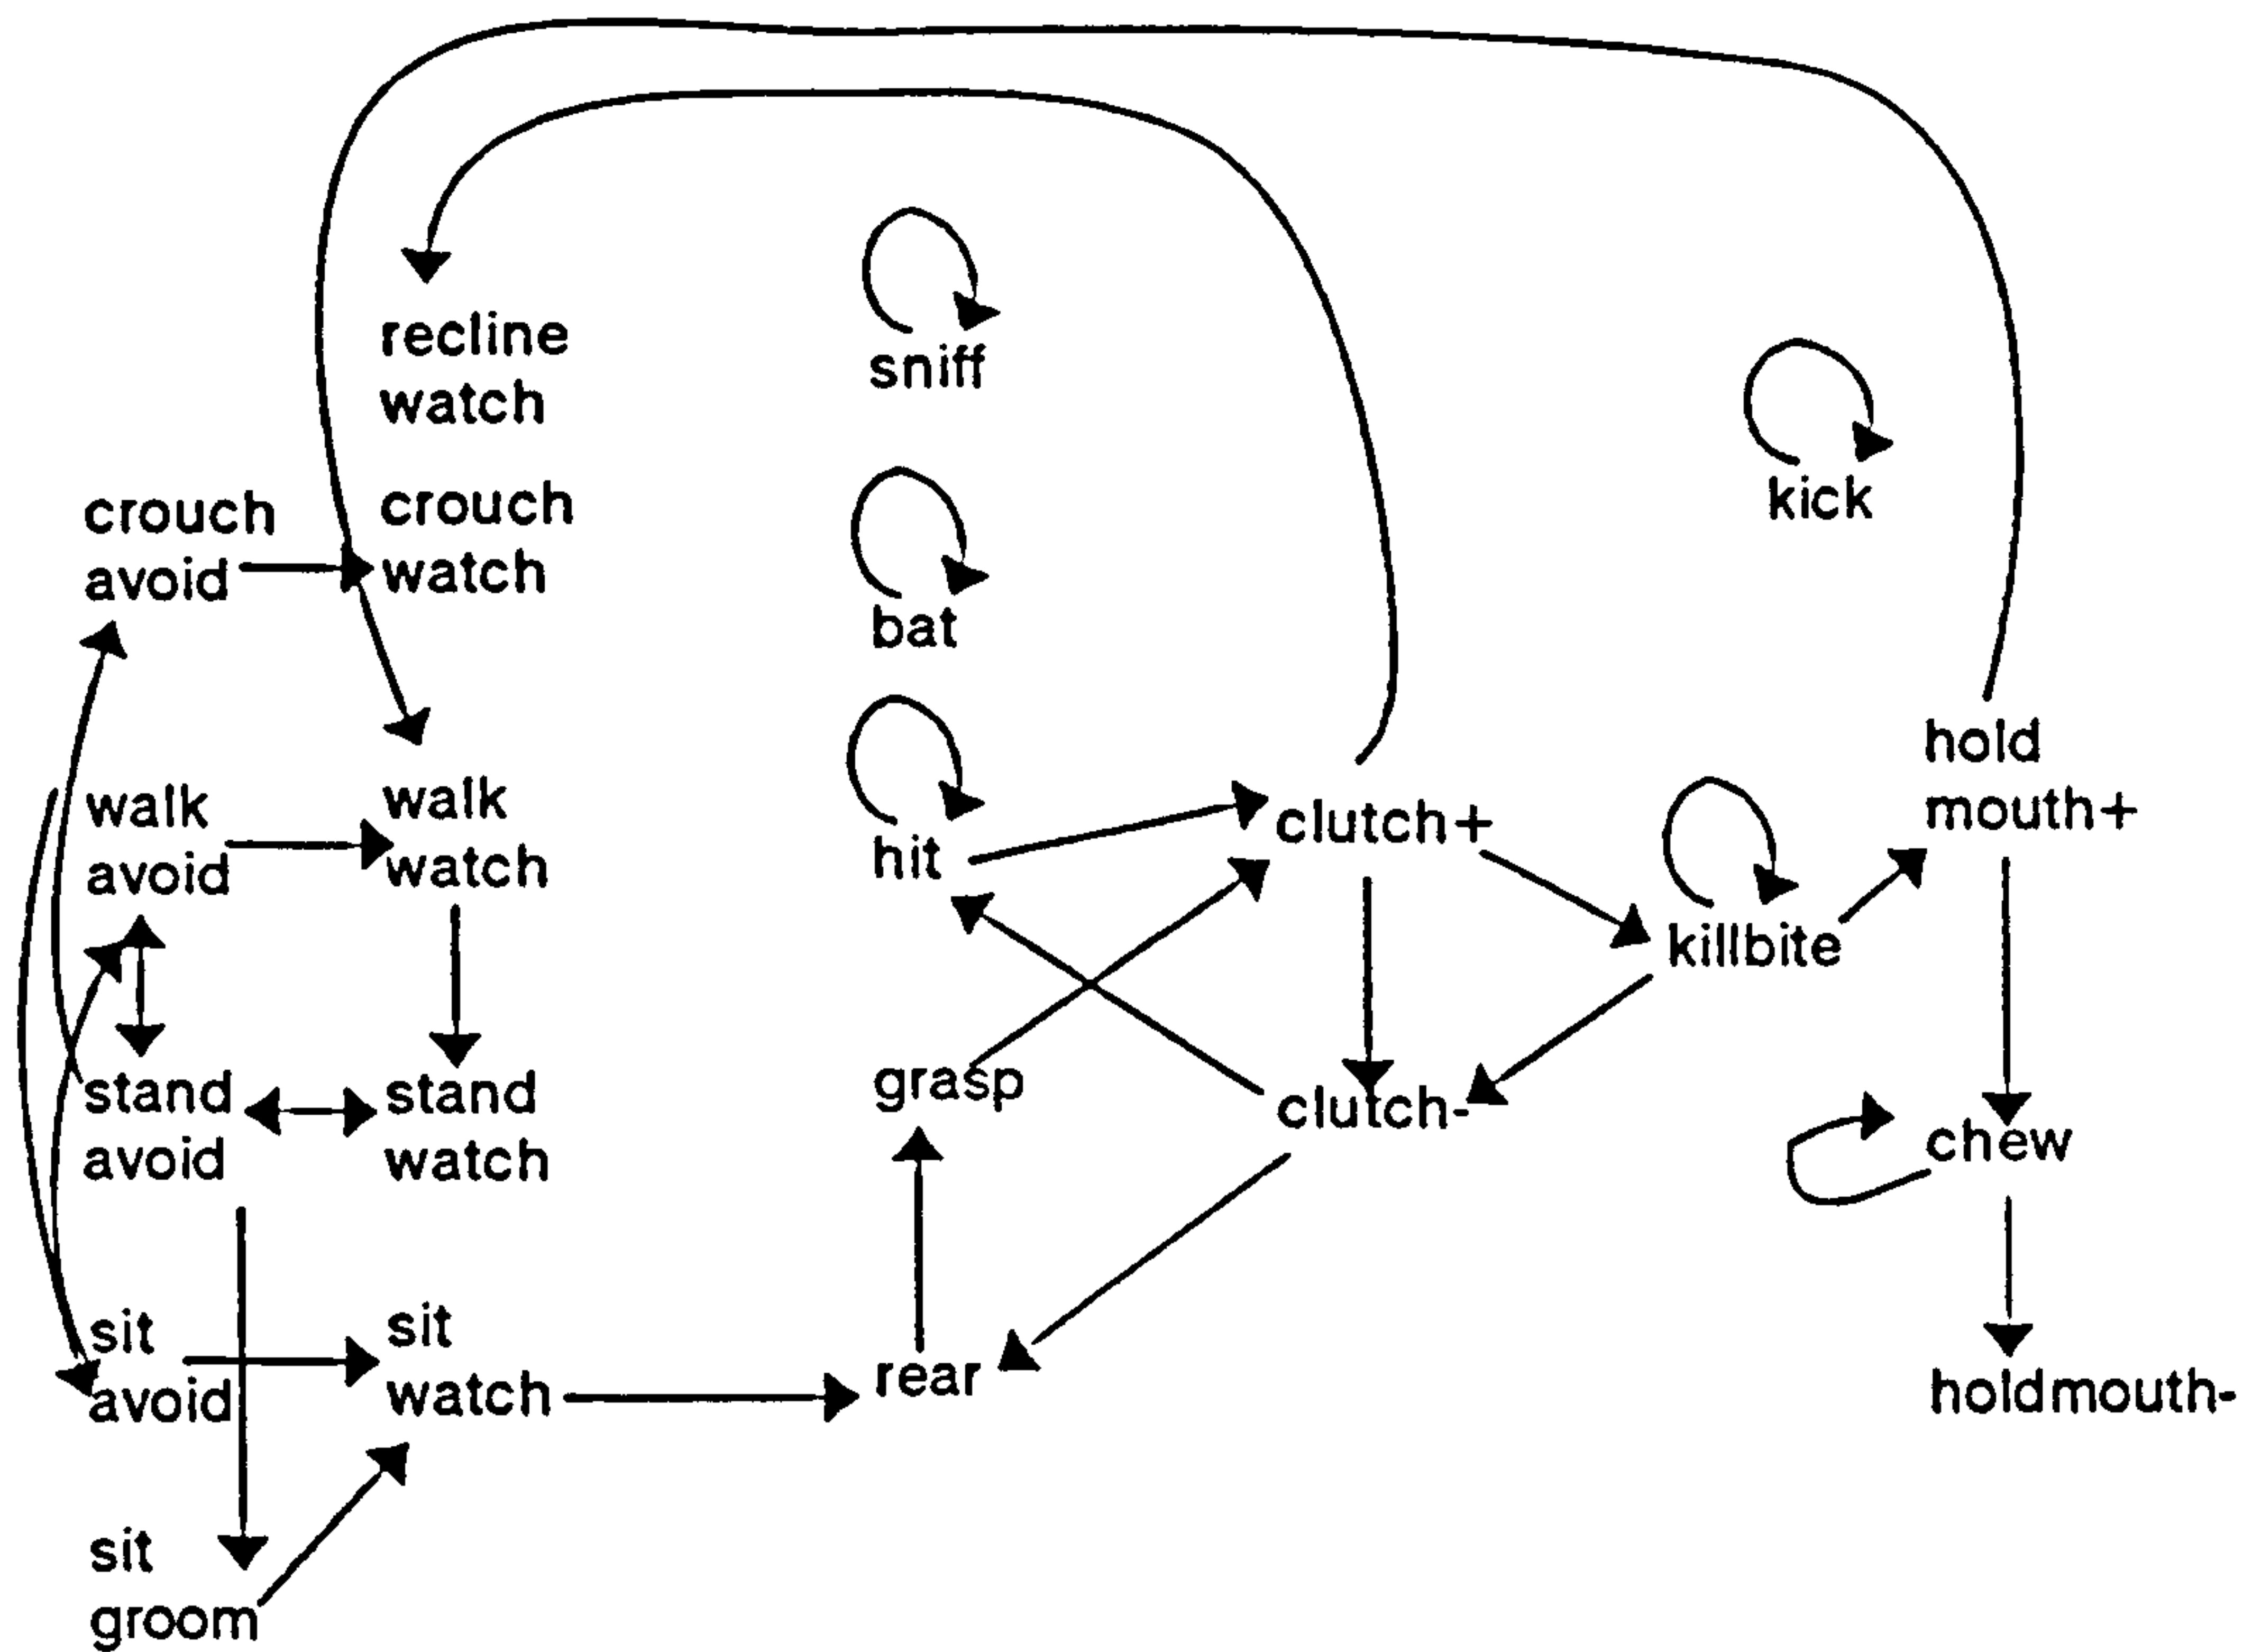 recline
watch
sniff
kick
crouch
avoid
crouch
watch
bat
walk
avoid
walk
watch
hit
clutch+
hold
mouth+
killbite
stand
avoid
stand
watch
grasp
clutch-
chew
sit
avoid
sit
watch
rear
holdmouth-
sit
groom